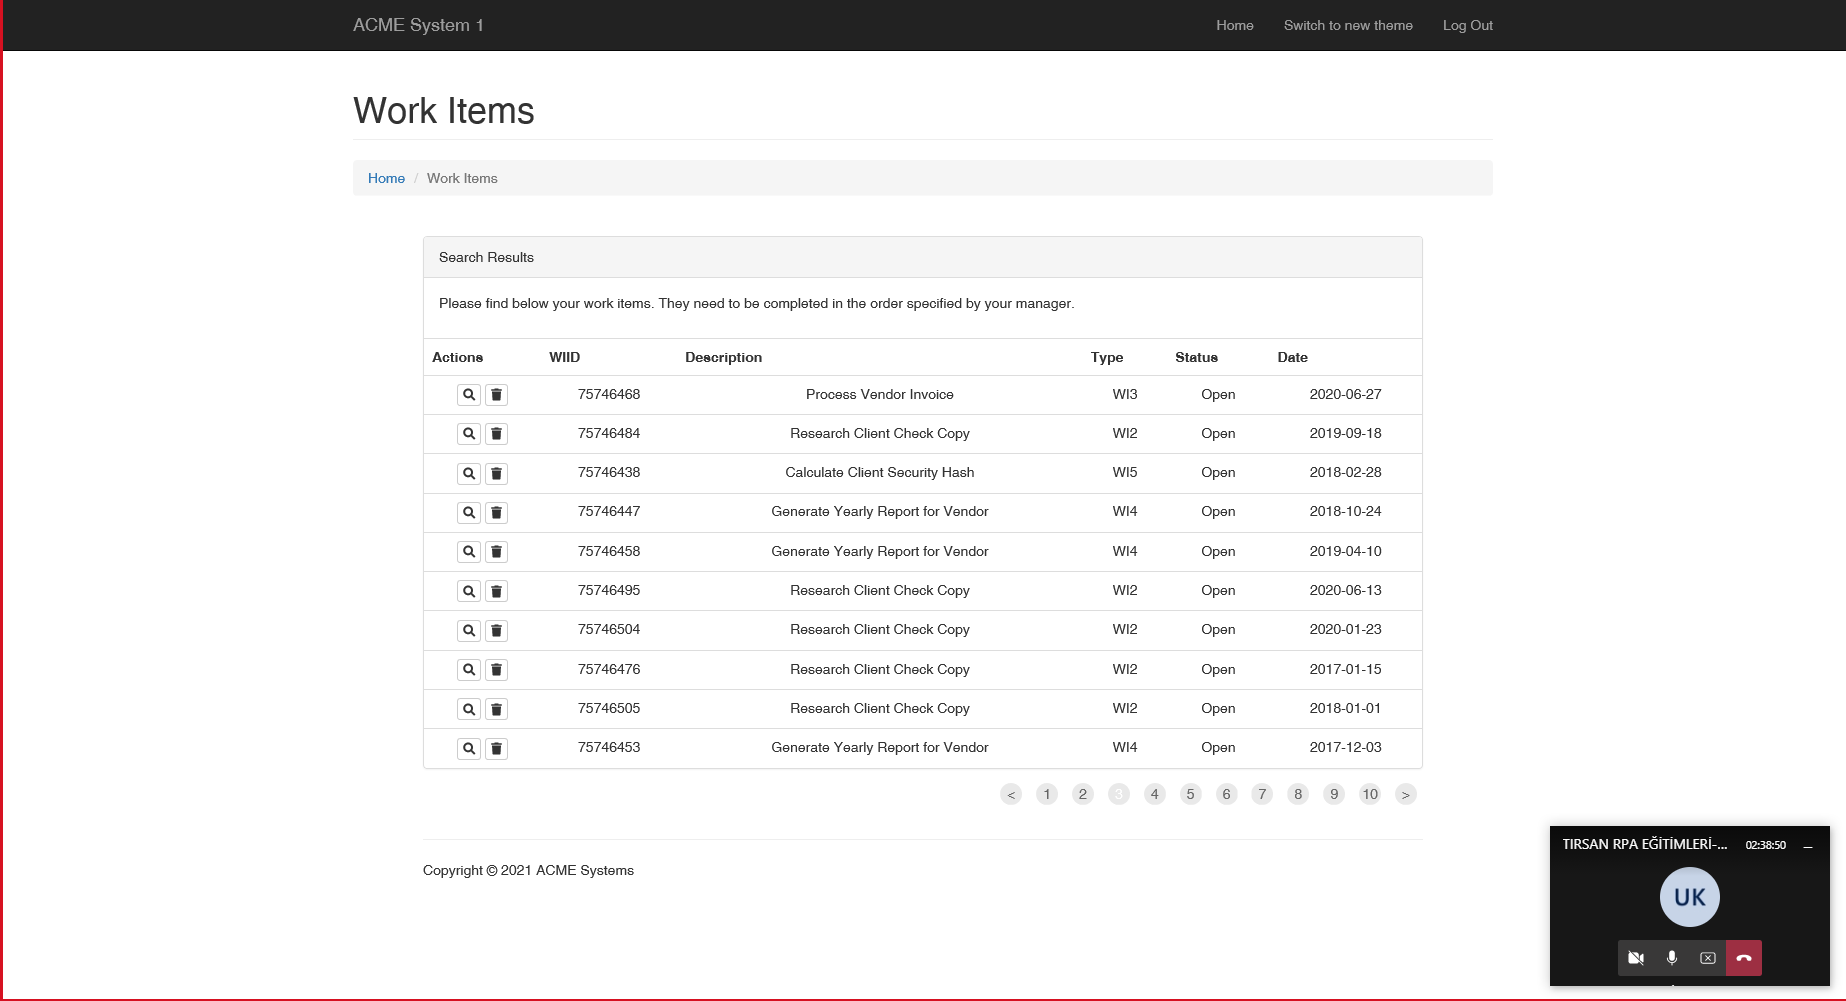 ACME System 1 Home Switch to new theme Log Out
Work Items
Home / Work Items
Search Results
Please find below your work items. They need to be completed in the order specified by your manager.
Actions WIID Description Type Status Date
75746468 Process Vendor Invoice WI3 Open 2020-06-27
75746484 Research Client Check Copy WI2 Open 2019-09-18
75746438 Calculate Client Security Hash WI5 Open 2018-02-28
75746447 Generate Yearly Report for Vendor WI4 Open 2018-10-24
75746458 Generate Yearly Report for Vendor WI4 Open 2019-04-10
75746495 Research Client Check Copy WI2 Open 2020-06-13
75746504 Research Client Check Copy WI2 Open 2020-01-23
75746476 Research Client Check Copy WI2 Open 2017-01-15
75746505 Research Client Check Copy WI2 Open 2018-01-01
75746453 Generate Yearly Report for Vendor WI4 Open 2017-12-03
< 1 2 3 4 5 6 7 8 9 10 >
Copyright © 2021 ACME Systems
TIRSAN RPA EĞİTİMLERİ-... 02:38:50
UK